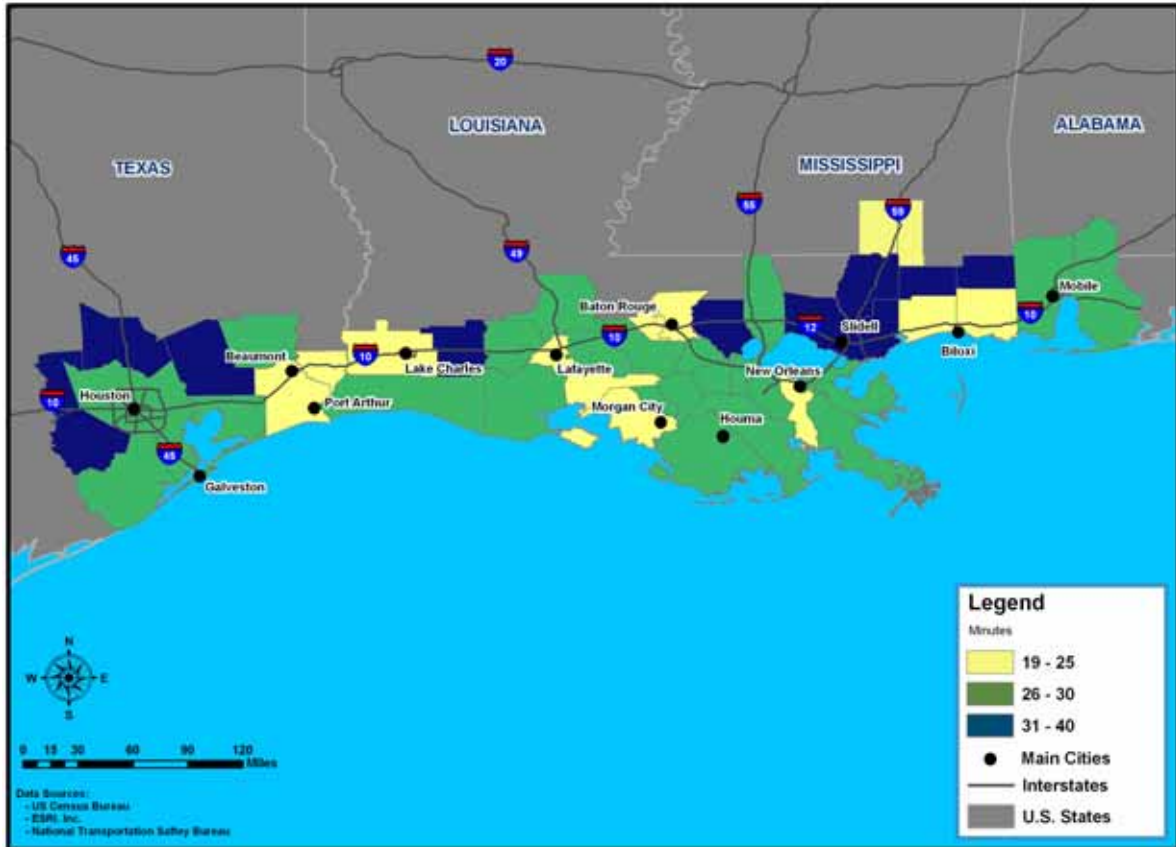 20
LOUISIANA
ALABAMA
TEXAS
MISSISSIPPI
55
59
45
49
Baton Rouge
Mobile
10
10
12
Slidell
Beaumont
10
Lake Charles
Lafayette
New Orleans
Biloxi
Houston
10
Port Arthur
Morgan City
Houma
45
Galveston
Legend
Minutes
19 - 25
26 - 30
31 - 40
Main Cities
Interstates
U.S. States
N
W E
S
0 15 30 60 90 120
Miles
Data Sources:
- US Census Bureau
- ESRI, Inc.
- National Transportation Saftey Bureau